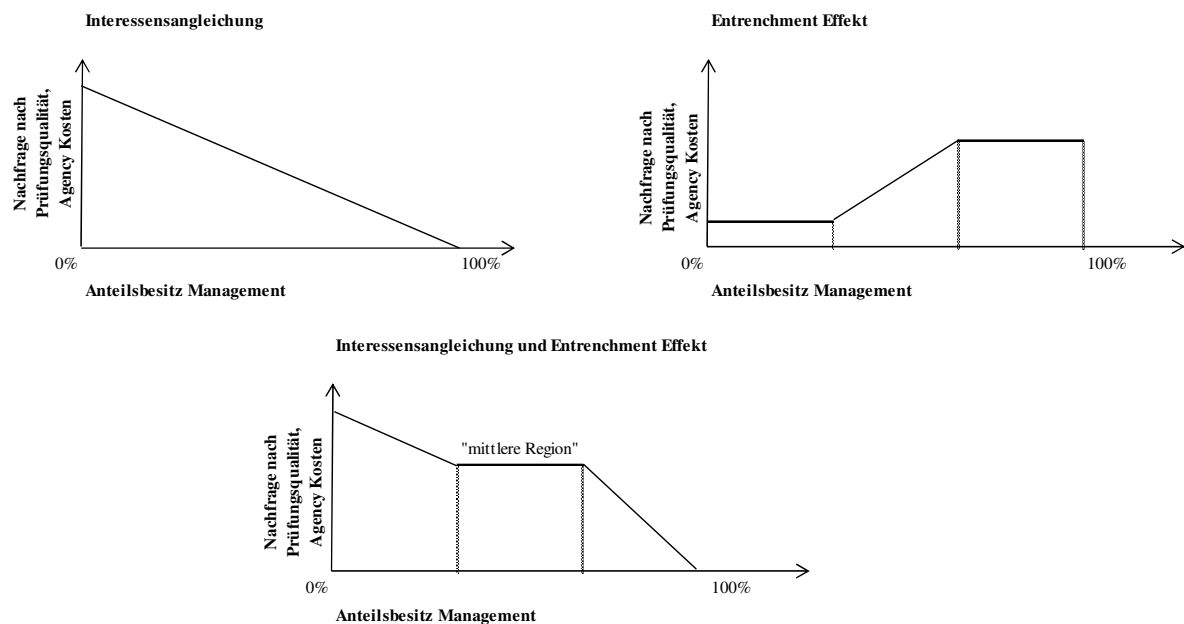 Interessensangleichung
Nachfrage nach
Prüfungsqualität,
Agency Kosten
0%
100%
Anteilsbesitz Management
Entrenchment Effekt
Nachfrage nach
Prüfungsqualität,
Agency Kosten
0%
100%
Anteilsbesitz Management
Interessensangleichung und Entrenchment Effekt
Nachfrage nach
Prüfungsqualität,
Agency Kosten
"mittlere Region"
0%
100%
Anteilsbesitz Management